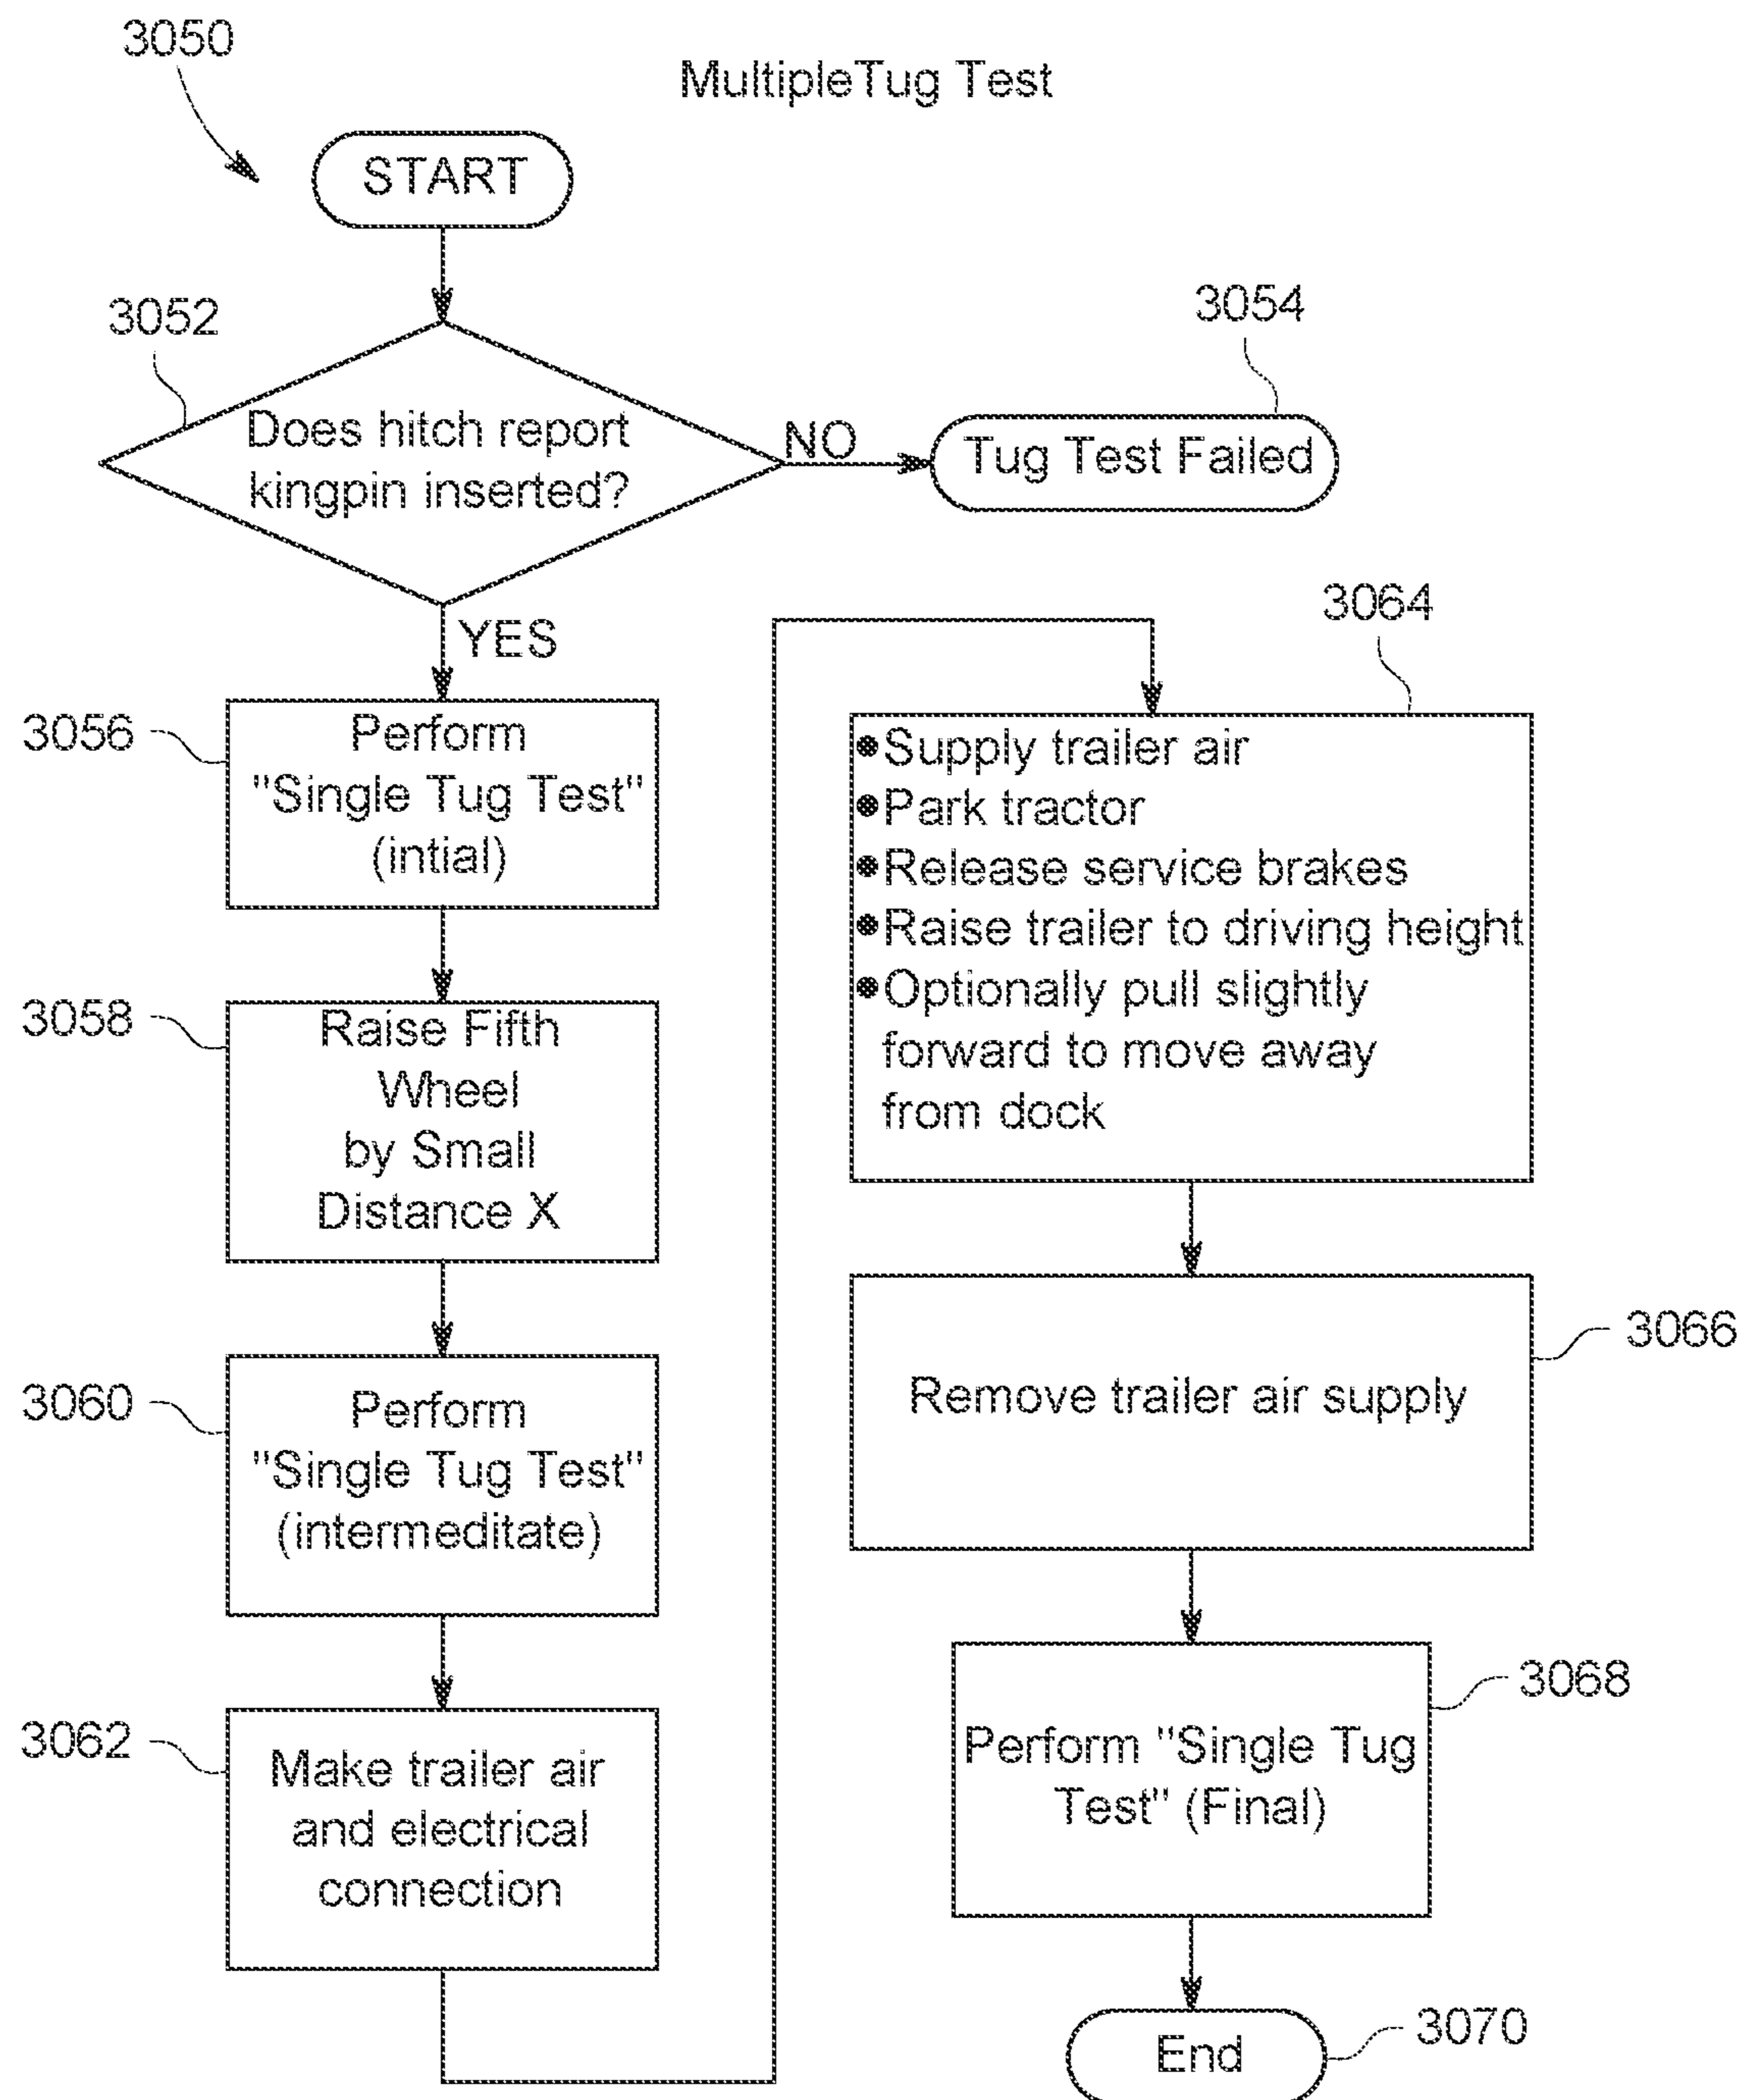 3050
MultipleTug Test
START
3052
Does hitch report
kingpin inserted?
NO
3054
Tug Test Failed
YES
3056
Perform
"Single Tug Test"
(intial)
3058
Raise Fifth
Wheel
by Small
Distance X
3060
Perform
"Single Tug Test"
(intermeditate)
3062
Make trailer air
and electrical
connection
3064
•Supply trailer air
•Park tractor
•Release service brakes
•Raise trailer to driving height
•Optionally pull slightly
forward to move away
from dock
3066
Remove trailer air supply
3068
Perform "Single Tug
Test" (Final)
End
3070